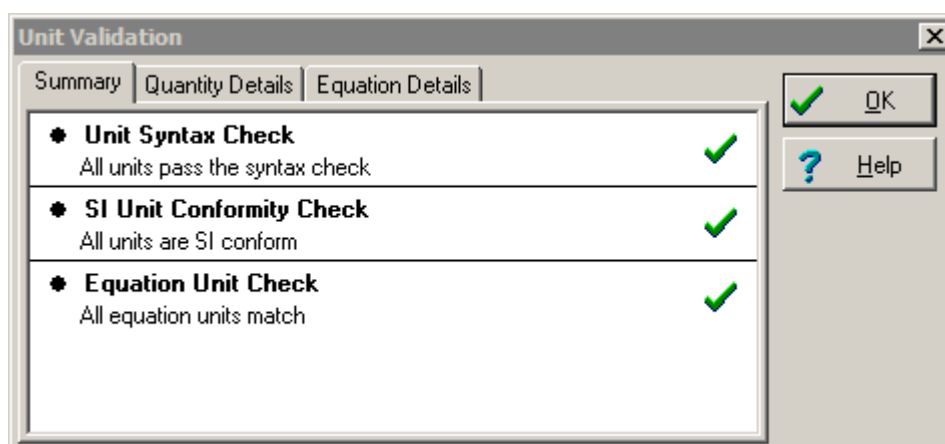 Unit Validation
Summary Quantity Details Equation Details
Unit Syntax Check
All units pass the syntax check
SI Unit Conformity Check
All units are SI conform
Equation Unit Check
All equation units match
OK
Help